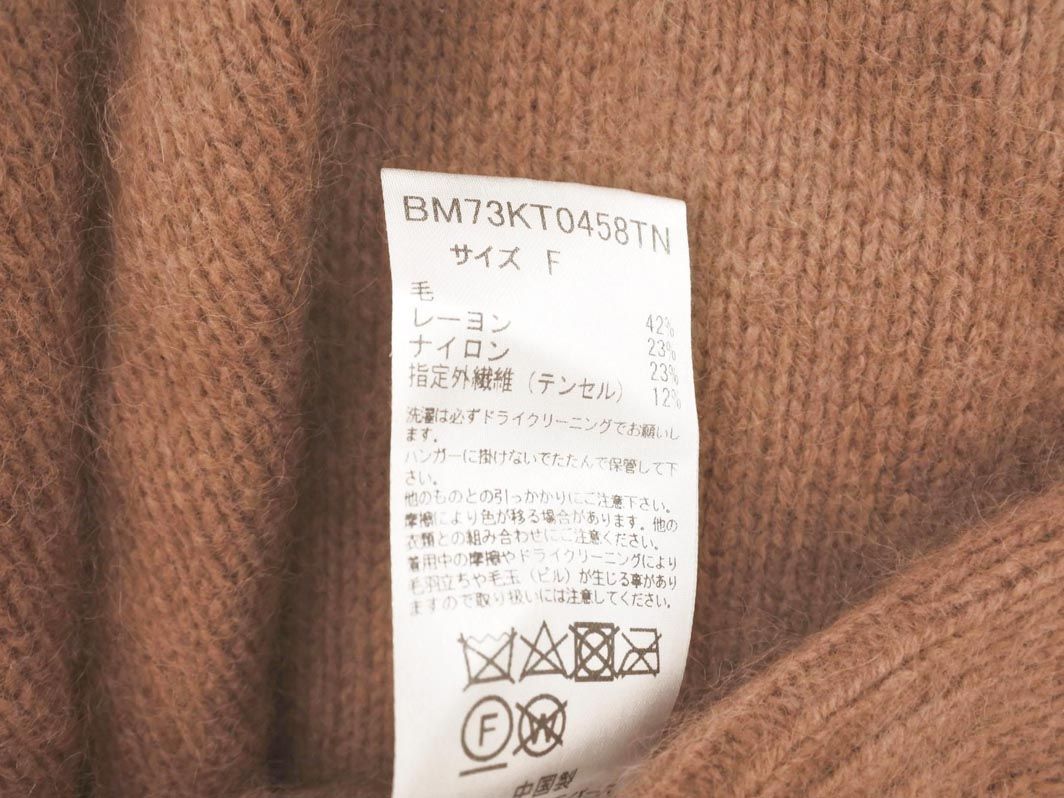 BM73KT0458TN
サイズ F
毛 42%
レーヨン 23%
ナイロン 23%
指定外繊維（テンセル） 12%
洗濯は必ずドライクリーニングでお願いし
ます。
ハンガーに掛けないでたたんで保管して下
さい。
他のものとの引っかかりにご注意下さい。
摩擦により色が移る場合があります。他の
衣類との組み合わせにご注意ください。
着用中の摩擦やドライクリーニングにより
毛羽立ちや毛玉（ピル）が生じる事があり
ますので取り扱いには注意してください。
F W
中国製